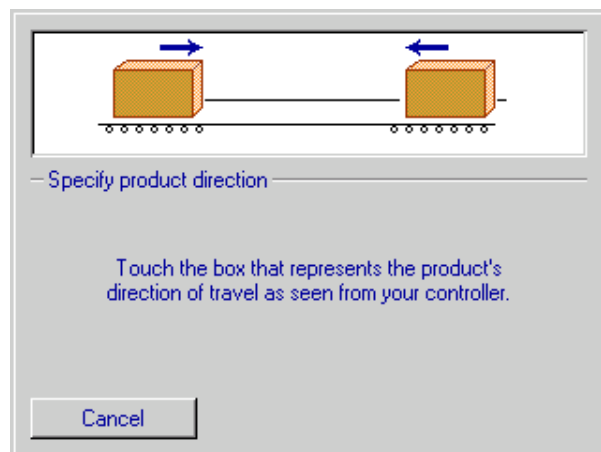 Specify product direction
Touch the box that represents the product's
direction of travel as seen from your controller.
Cancel